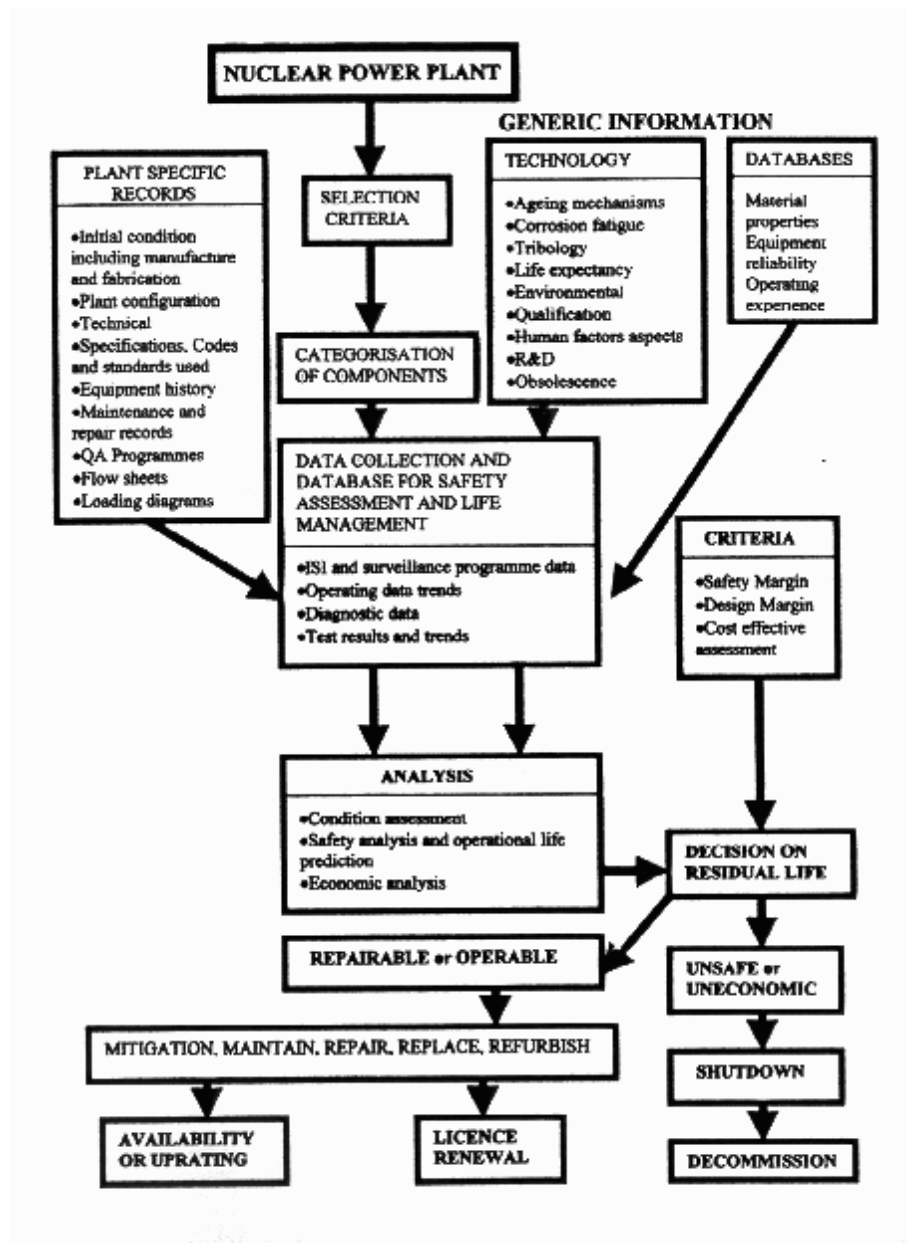 NUCLEAR POWER PLANT
GENERIC INFORMATION
PLANT SPECIFIC
RECORDS
•Initial condition
including manufacture
and fabrication
•Plant configuration
•Technical
•Specifications, Codes
and standards used
•Equipment history
•Maintenance and
repair records
•QA Programmes
•Flow sheets
•Loading diagrams
SELECTION
CRITERIA
TECHNOLOGY
•Ageing mechanisms
•Corrosion fatigue
•Tribology
•Life expectancy
•Environmental
•Qualification
•Human factors aspects
•R&D
•Obsolescence
DATABASES
Material
properties
Equipment
reliability
Operating
experience
CATEGORISATION
OF COMPONENTS
DATA COLLECTION AND
DATABASE FOR SAFETY
ASSESSMENT AND LIFE
MANAGEMENT
•ISI and surveillance programme data
•Operating data trends
•Diagnostic data
•Test results and trends
CRITERIA
•Safety Margin
•Design Margin
•Cost effective
assessment
ANALYSIS
•Condition assessment
•Safety analysis and operational life
prediction
•Economic analysis
DECISION ON
RESIDUAL LIFE
REPAIRABLE or OPERABLE
UNSAFE or
UNECONOMIC
MITIGATION, MAINTAIN, REPAIR, REPLACE, REFURBISH
SHUTDOWN
AVAILABILITY
OR UPRATING
LICENCE
RENEWAL
DECOMMISSION